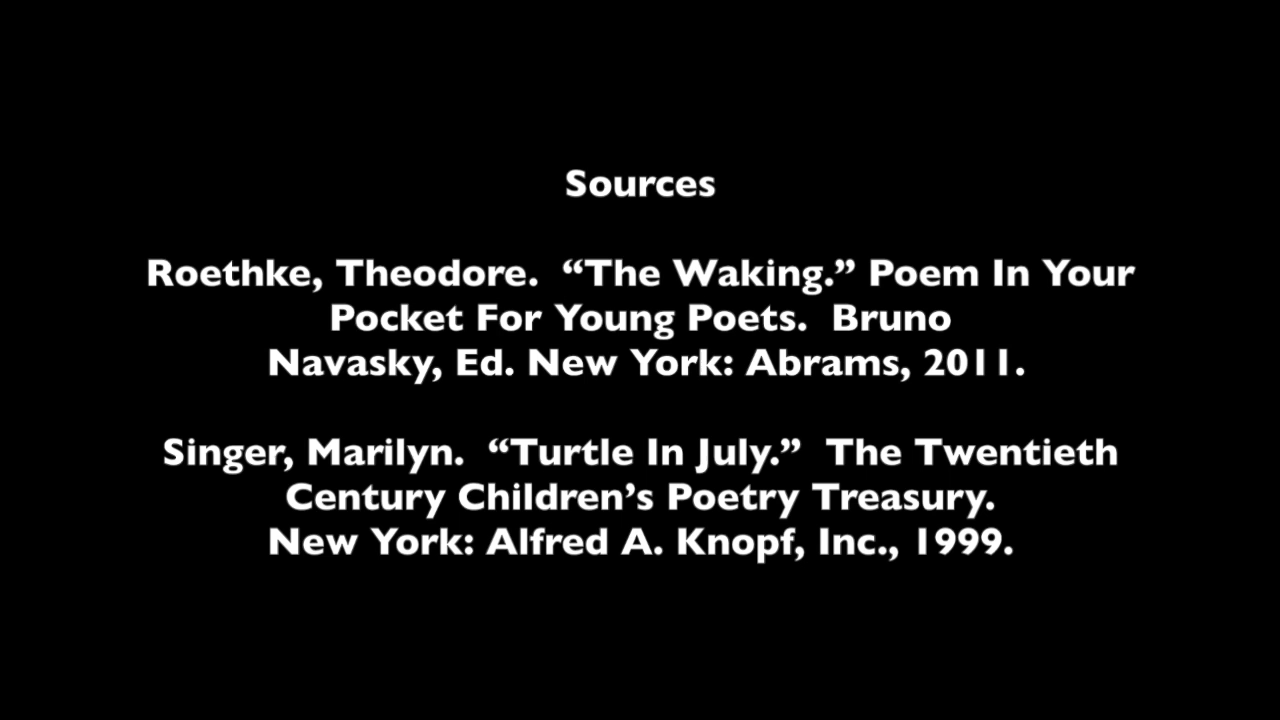 Sources
Roethke, Theodore.  “The Waking.” Poem In Your
Pocket For Young Poets.  Bruno
Navasky, Ed. New York: Abrams, 2011.
Singer, Marilyn.  “Turtle In July.”  The Twentieth
Century Children’s Poetry Treasury.
New York: Alfred A. Knopf, Inc., 1999.